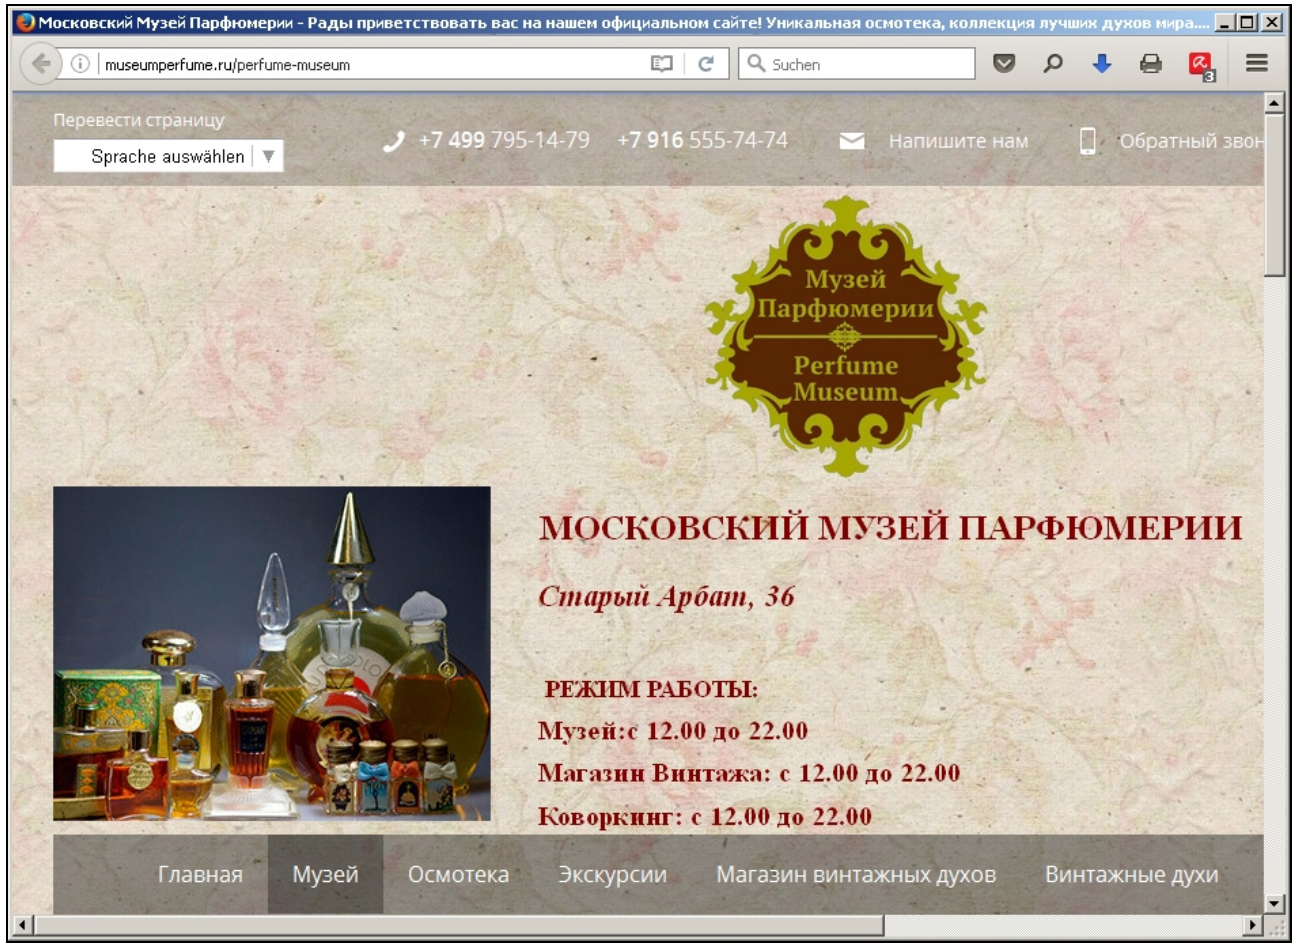 Московский Музей Парфюмерии - Рады приветствовать вас на нашем официальном сайте! Уникальная осмотека, коллекция лучших духов мира....
museumperfume.ru/perfume-museum
Suchen
3
Перевести страницу
Sprache auswählen
+7 499 795-14-79 +7 916 555-74-74 Напишите нам Обратный звон
Музей
Парфюмерии
Perfume
Museum
МОСКОВСКИЙ МУЗЕЙ ПАРФЮМЕРИИ
Старый Арбат, 36
РЕЖИМ РАБОТЫ:
Музей:с 12.00 до 22.00
Магазин Винтажа: с 12.00 до 22.00
Коворкинг: с 12.00 до 22.00
Главная Музей Осмотека Экскурсии Магазин винтажных духов Винтажные духи